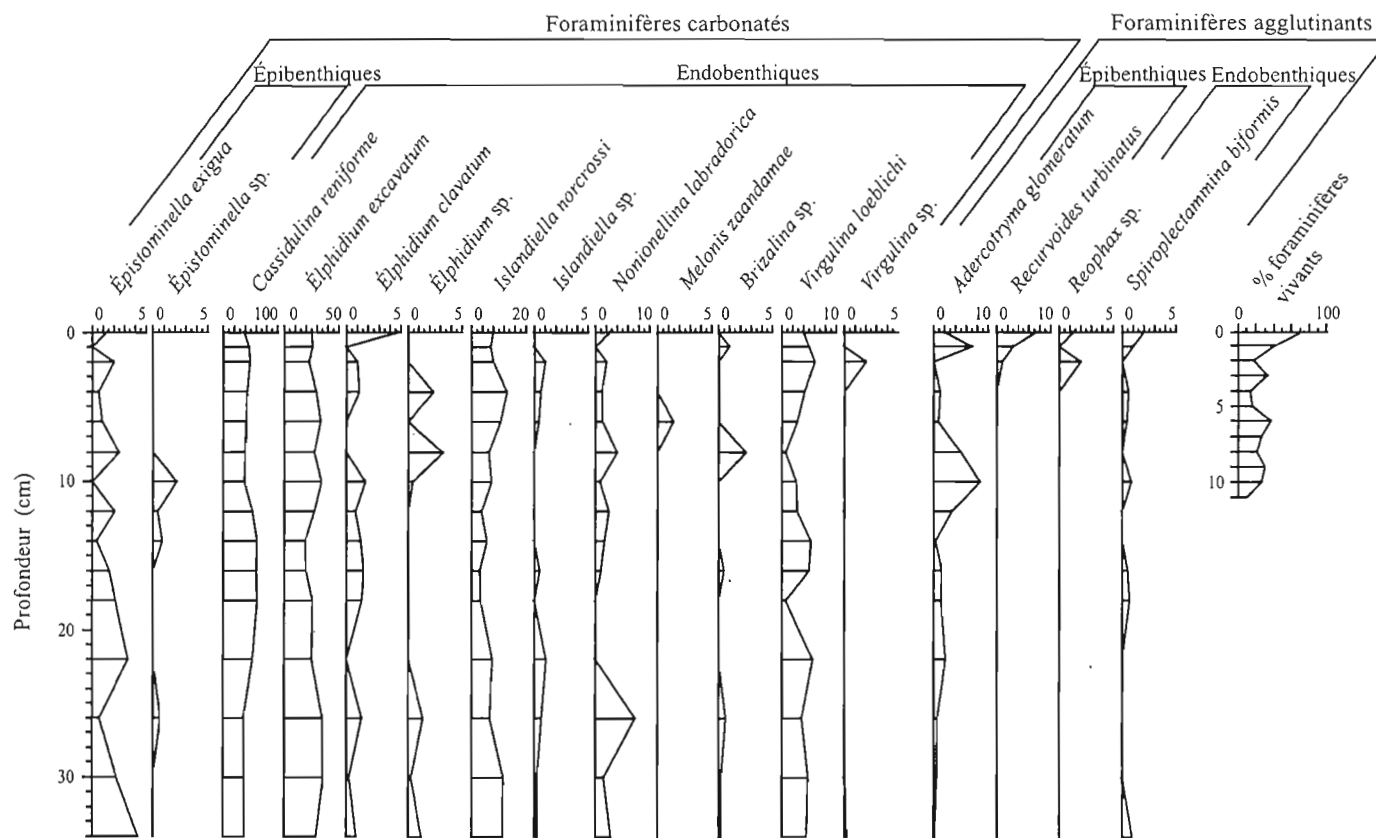 Foraminifères carbonatés
Foraminifères agglutinants
Épibenthiques
Endobenthiques
Épibenthiques
Endobenthiques
Épistominella exigua
Épistominella sp.
Cassidulina reniforme
Élphidium excavatum
Élphidium clavatum
Élphidium sp.
Islandiella norcrossi
Islandiella sp.
Nonionellina labradorica
Melonis zaandamae
Brizalina sp.
Virgulina loeblichi
Virgulina sp.
Adercotryma glomeratum
Recurvoides turbinatus
Reophax sp.
Spiroplectammina biformis
% foraminifères
vivants
0 5 0 5 0 100 0 50 0 5 0 5 0 20 0 5 0 10 0 5 0 5 0 5 0 5 0 10 0 10 0 5 0 5 0 100
0
10
20
30
0
5
10
Profondeur (cm)